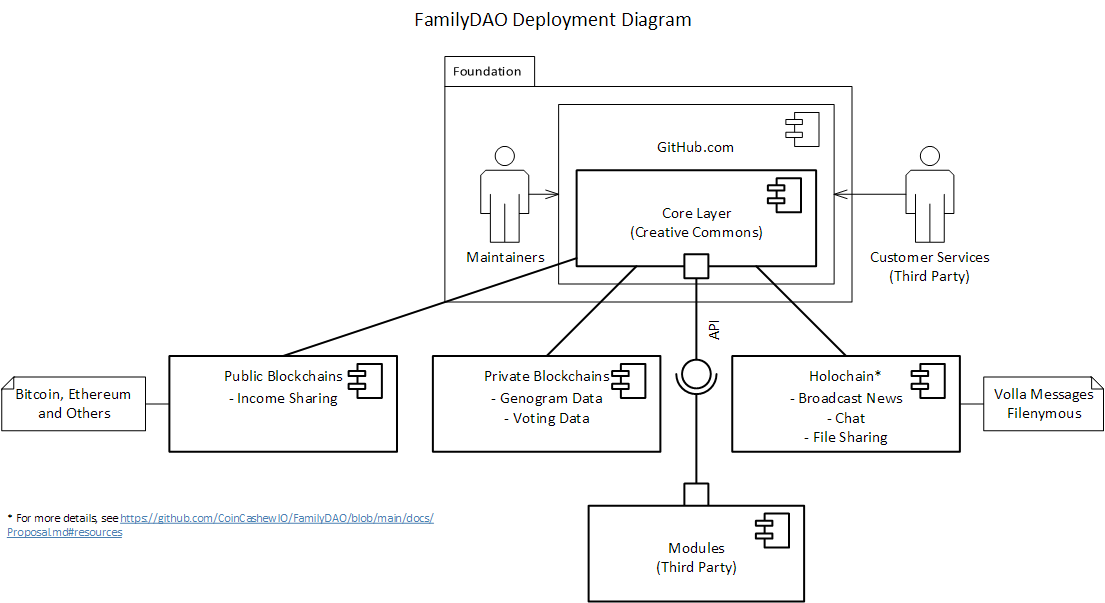 FamilyDAO Deployment Diagram
Foundation
GitHub.com
Core Layer
(Creative Commons)
Maintainers
Customer Services
(Third Party)
API
Public Blockchains
- Income Sharing
Private Blockchains
- Genogram Data
- Voting Data
Holochain*
- Broadcast News
- Chat
- File Sharing
Bitcoin, Ethereum
and Others
Volla Messages
Filenymous
* For more details, see https://github.com/CoinCashewIO/FamilyDAO/blob/main/docs/
Proposal.md#resources
Modules
(Third Party)